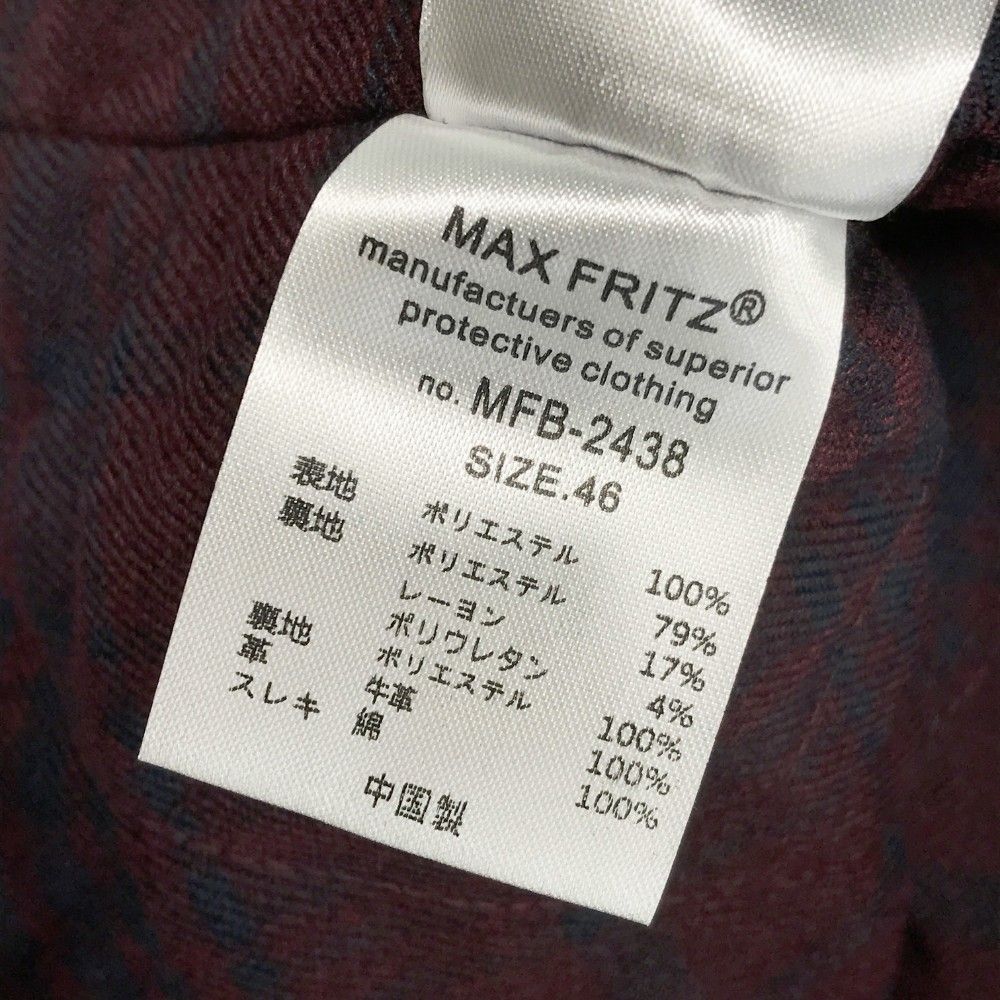 MAX FRITZ®
manufactuers of superior
protective clothing
no. MFB-2438
SIZE.46
表地 ポリエステル 100%
裏地 ポリエステル 79%
レーヨン 17%
ポリウレタン 4%
裏地 ポリエステル 100%
革 牛革 100%
スレキ 綿 100%
中国製